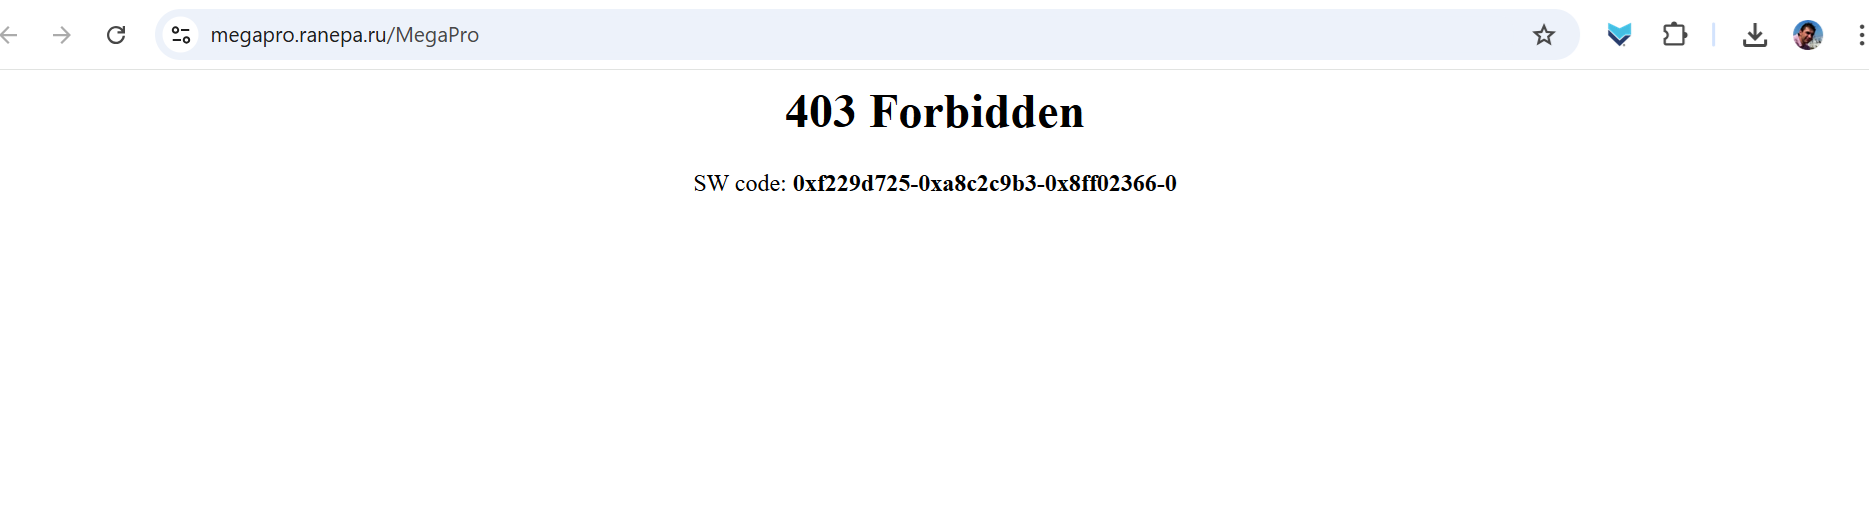 megapro.ranepa.ru/MegaPro
403 Forbidden
SW code: 0xf229d725-0xa8c2c9b3-0x8ff02366-0